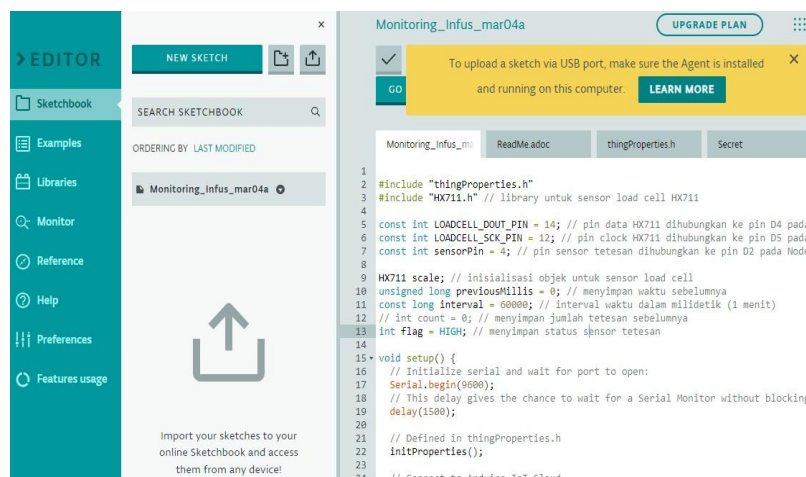 EDITOR
Sketchbook
Examples
Libraries
Monitor
Reference
Help
Preferences
Features usage
×
NEW SKETCH
SEARCH SKETCHBOOK
ORDERING BY LAST MODIFIED
Monitoring_Infus_mar04a
Import your sketches to your
online Sketchbook and access
them from any device!
Monitoring_Infus_mar04a
UPGRADE PLAN
GO
To upload a sketch via USB port, make sure the Agent is installed
and running on this computer. LEARN MORE
X
Monitoring_Infus_ma ReadMe.adoc thingProperties.h Secret
1
2 #include "thingProperties.h"
3 #include "HX711.h" // library untuk sensor load cell HX711
4
5 const int LOADCELL_DOUT_PIN = 14; // pin data HX711 dihubungkan ke pin D4 pada
6 const int LOADCELL_SCK_PIN = 12; // pin clock HX711 dihubungkan ke pin D5 pada
7 const int sensorPin = 4; // pin sensor tetesan dihubungkan ke pin D2 pada Node
8
9 HX711 scale; // inisialisasi objek untuk sensor load cell
10 unsigned long previousMillis = 0; // menyimpan waktu sebelumnya
11 const long interval = 60000; // interval waktu dalam milidetik (1 menit)
12 // int count = 0; // menyimpan jumlah tetesan sebelumnya
13 int flag = HIGH; // menyimpan status sensor tetesan
14
15 void setup() {
16 // Initialize serial and wait for port to open:
17 Serial.begin(9600);
18 // This delay gives the chance to wait for a Serial Monitor without blocking
19 delay(1500);
20
21 // Defined in thingProperties.h
22 initProperties();
23